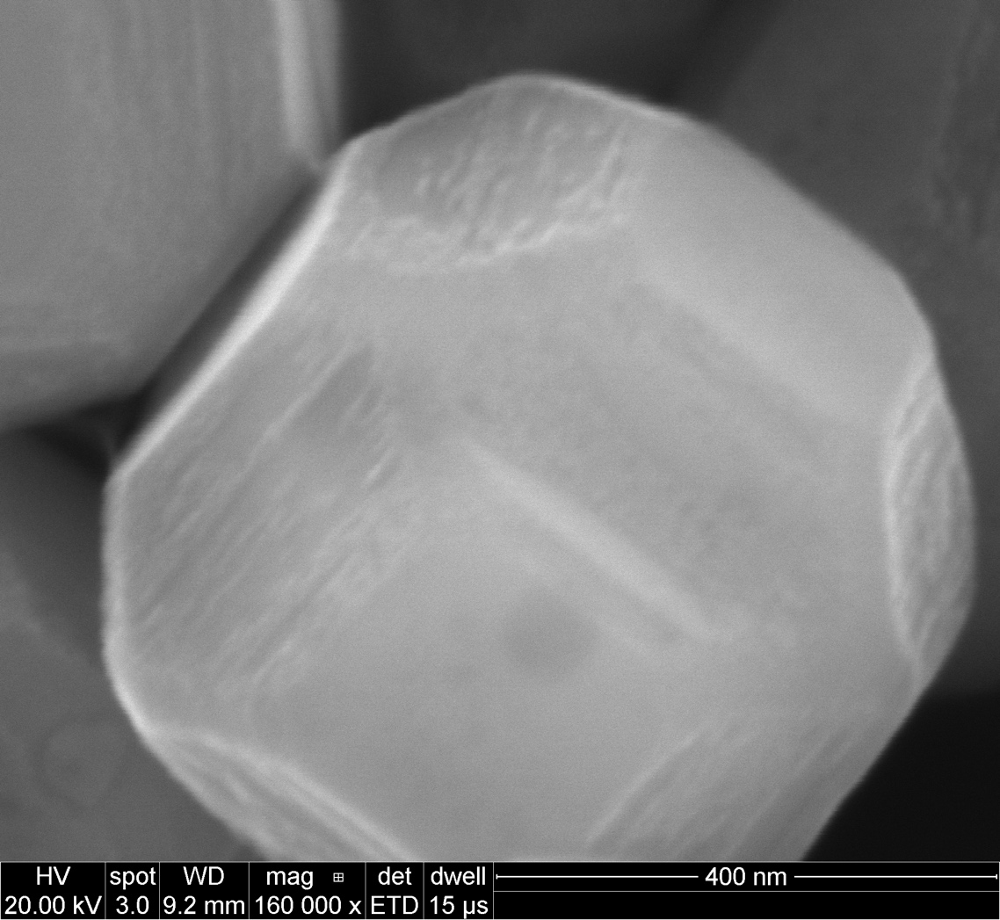 HV spot WD mag ⊞ det dwell 400 nm
20.00 kV 3.0 9.2 mm 160 000 x ETD 15 µs